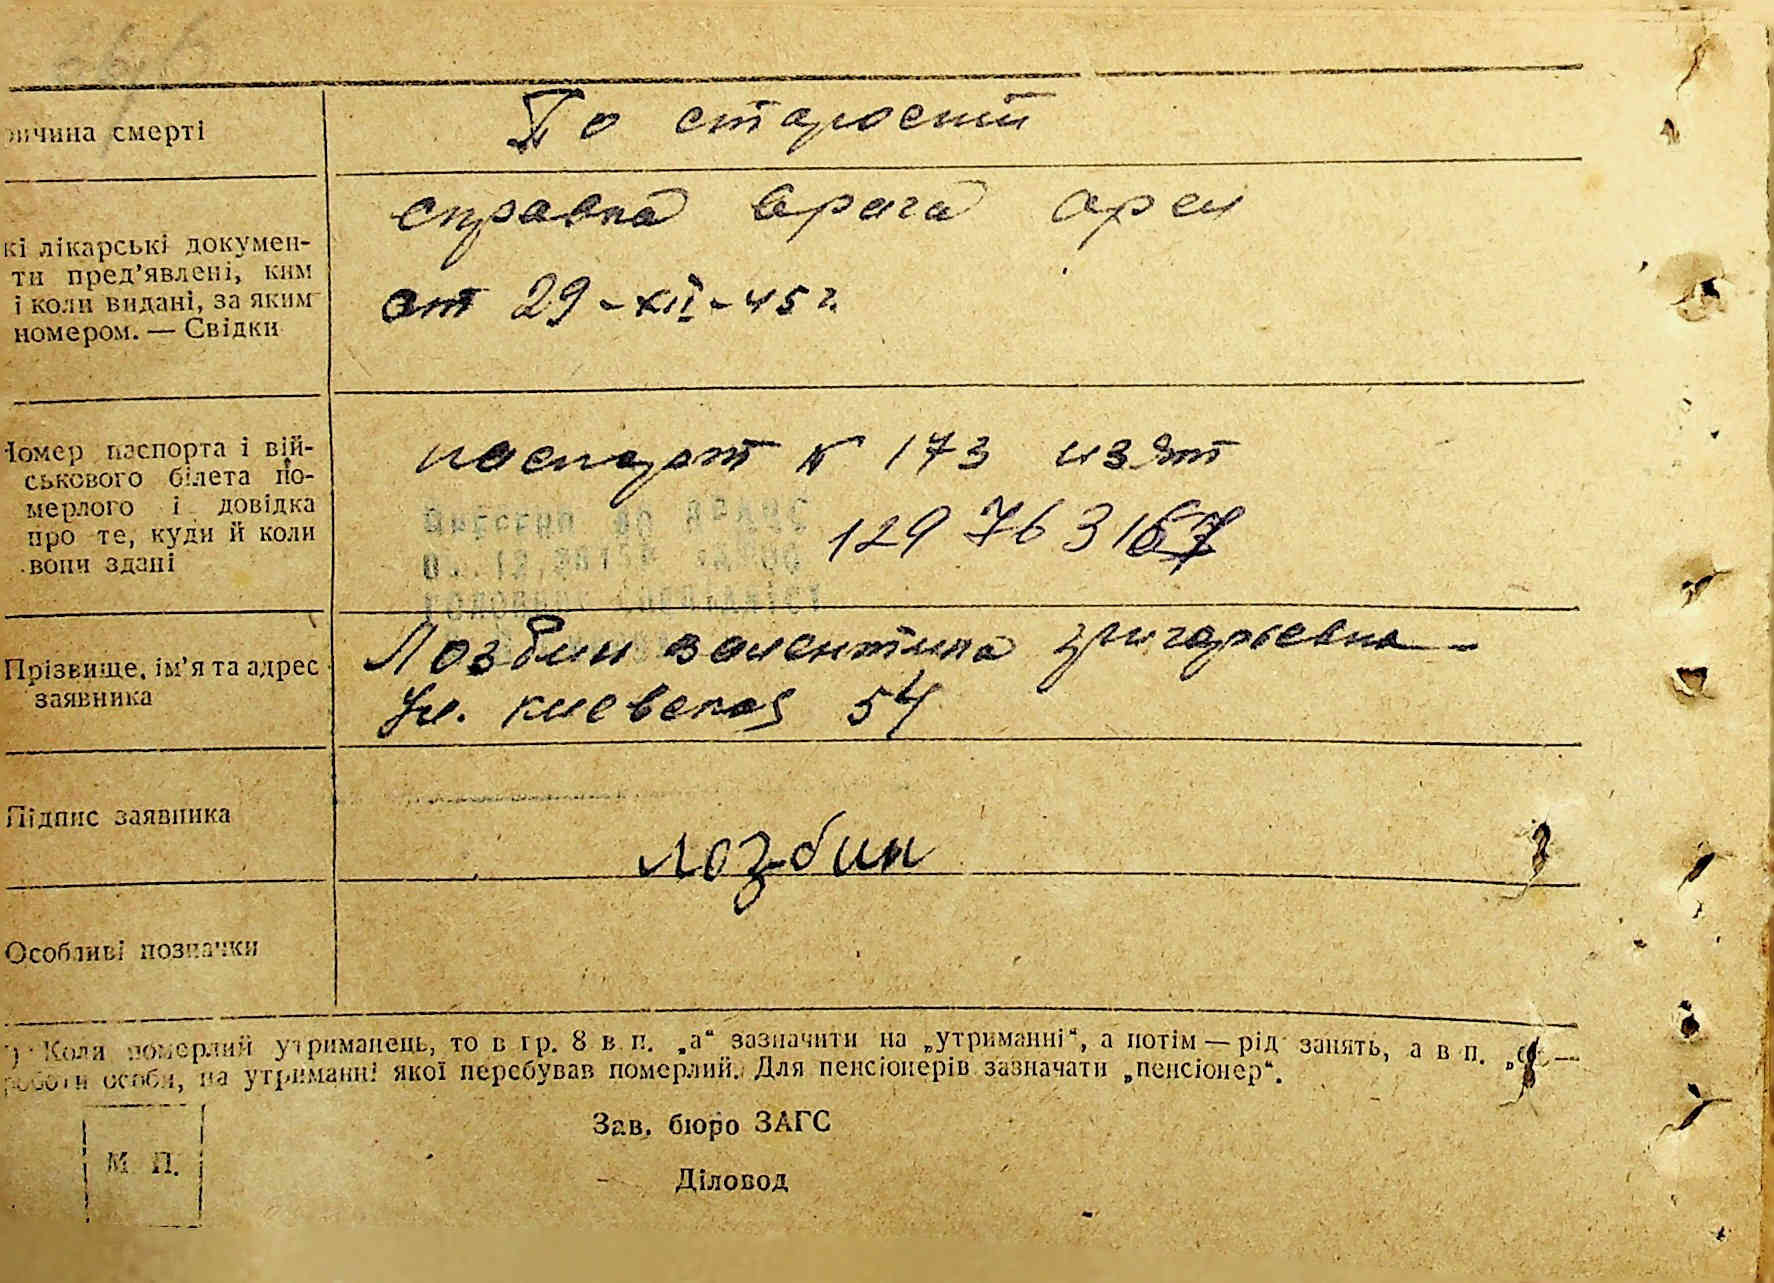 смерті
По старости
кі лікарські докумен-
ти пред’явлені, ким
і коли видані, за яким
номером. — Свідки
справка врача
от 29-XII-45 г.
Номер паспорта і вій-
ськового білета по-
мерлого і довідка
про те, куди й коли
вони здані
паспорт № 173 изят
129763167
Прізвище, ім’я та адрес
заявника
Лозбин валентина григорьевна
Ул. киевская 54
Підпис заявника
Лозбин
Особливі позначки
Коли померлий утриманець, то в гр. 8 в п. „а“ зазначити на „утриманні“, а потім — рід занять, а в п.
роботи особи, на утриманні якої перебував померлий. Для пенсіонерів зазначати „пенсіонер“.
Зав. бюро ЗАГС
М П.
Діловод